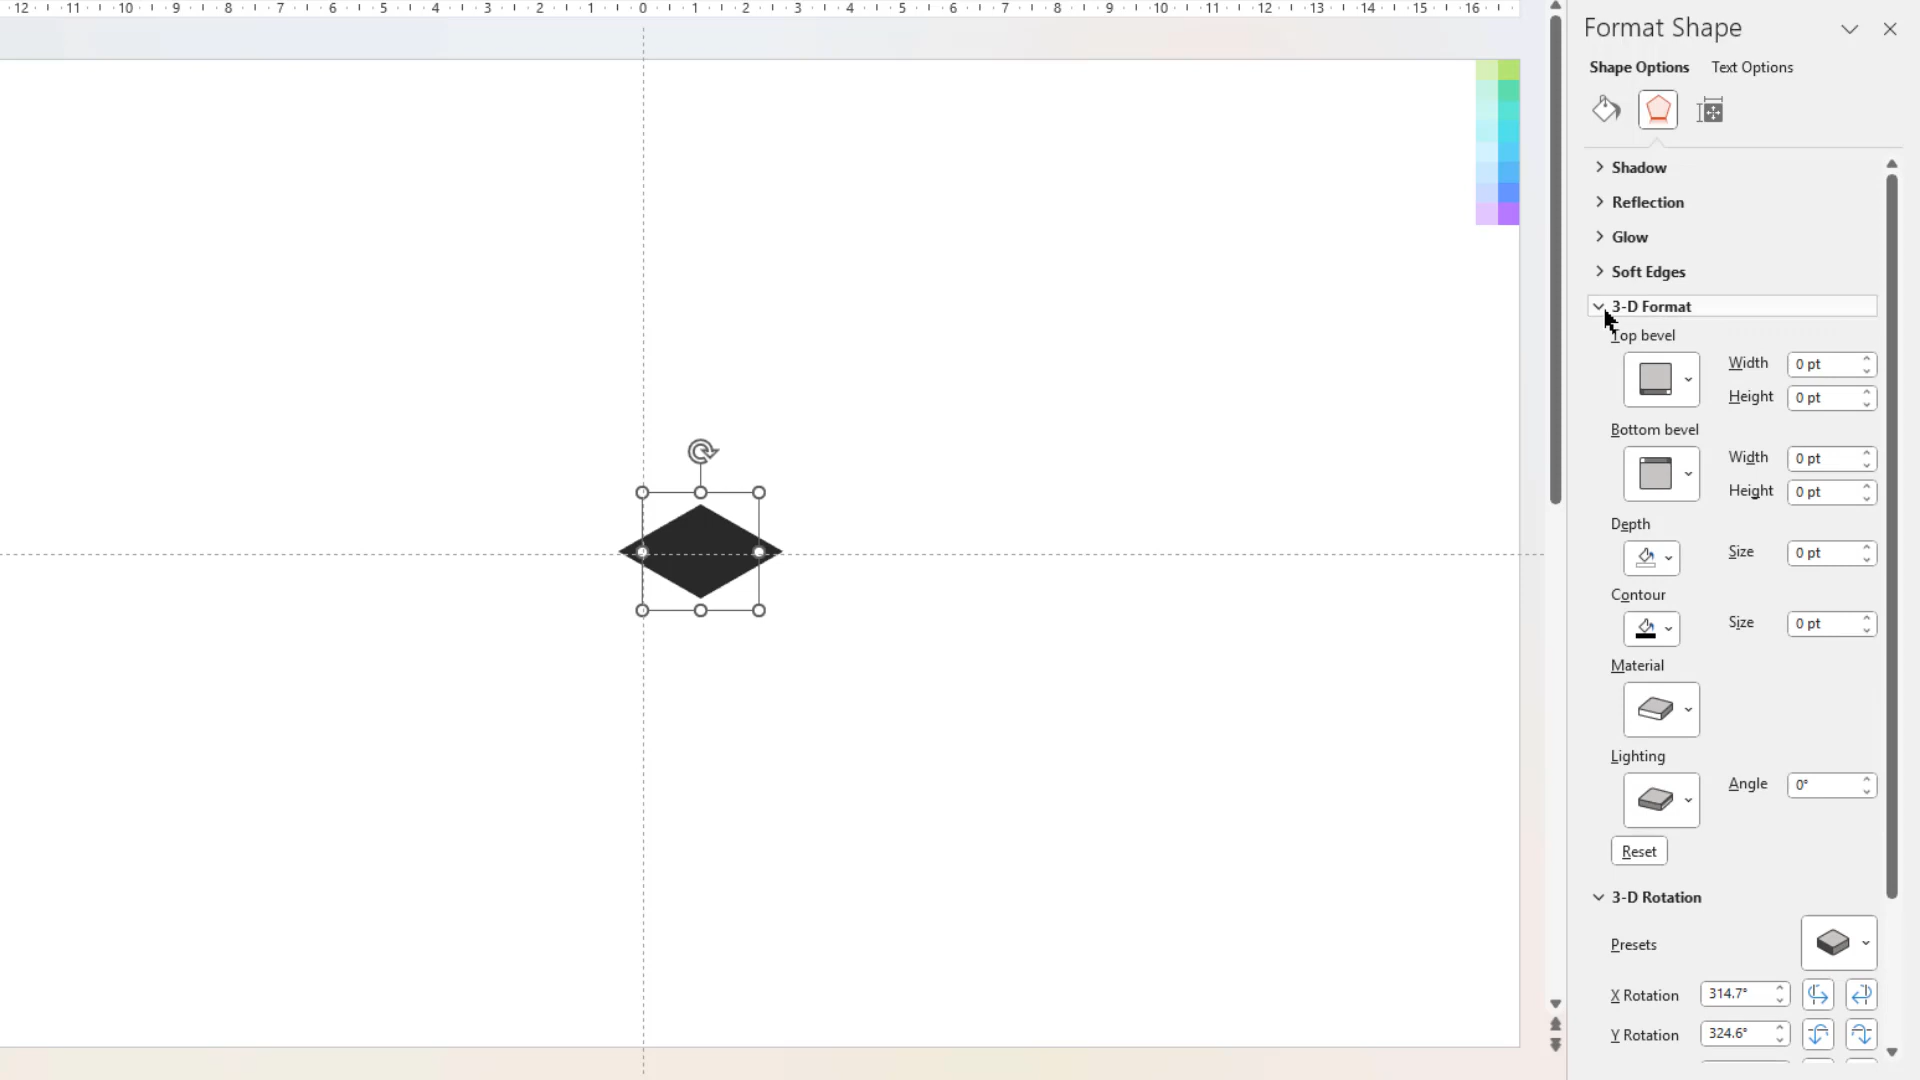 12 11 10 9 8 7 6 5 4 3 2 1 0 1 2 3 4 5 6 7 8 9 10 11 12 13 14 15 16
Format Shape
Shape Options Text Options
Shadow
Reflection
Glow
Soft Edges
3-D Format
Top bevel
Width 0 pt
Height 0 pt
Bottom bevel
Width 0 pt
Height 0 pt
Depth
Size 0 pt
Contour
Size 0 pt
Material
Lighting
Angle 0°
Reset
3-D Rotation
Presets
X Rotation 314.7°
Y Rotation 324.6°